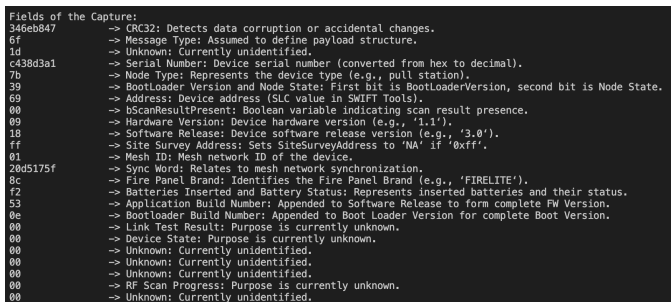 Fields of the Capture:
346eb847 -> CRC32: Detects data corruption or accidental changes.
6f -> Message Type: Assumed to define payload structure.
1d -> Unknown: Currently unidentified.
c438d3a1 -> Serial Number: Device serial number (converted from hex to decimal).
7b -> Node Type: Represents the device type (e.g., pull station).
39 -> BootLoader Version and Node State: First bit is BootLoaderVersion, second bit is Node State.
69 -> Address: Device address (SLC value in SWIFT Tools).
00 -> bScanResultPresent: Boolean variable indicating scan result presence.
09 -> Hardware Version: Device hardware version (e.g., '1.1').
18 -> Software Release: Device software release version (e.g., '3.0').
ff -> Site Survey Address: Sets SiteSurveyAddress to 'NA' if '0xff'.
01 -> Mesh ID: Mesh network ID of the device.
20d5175f -> Sync Word: Relates to mesh network synchronization.
8c -> Fire Panel Brand: Identifies the Fire Panel Brand (e.g., 'FIRELITE').
f2 -> Batteries Inserted and Battery Status: Represents inserted batteries and their status.
53 -> Application Build Number: Appended to Software Release to form complete FW Version.
0e -> Bootloader Build Number: Appended to Boot Loader Version for complete Boot Version.
00 -> Link Test Result: Purpose is currently unknown.
00 -> Device State: Purpose is currently unknown.
00 -> Unknown: Currently unidentified.
00 -> Unknown: Currently unidentified.
00 -> Unknown: Currently unidentified.
00 -> RF Scan Progress: Purpose is currently unknown.
00 -> Unknown: Currently unidentified.